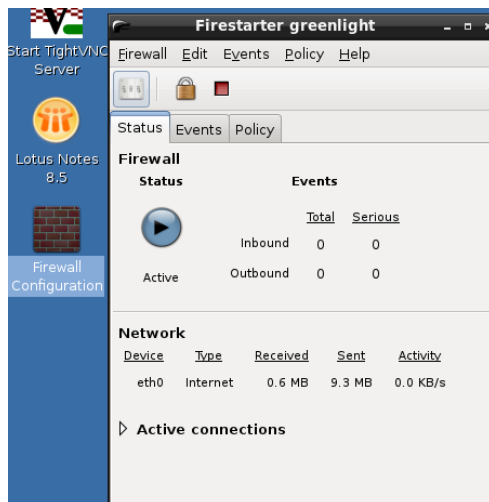 Start TightVNC
Server
Lotus Notes
8.5
Firewall
Configuration
Firestarter greenlight
Firewall Edit Events Policy Help
Status Events Policy
Firewall
Status Events
Total Serious
Inbound 0 0
Outbound 0 0
Active
Network
Device Type Received Sent Activity
eth0 Internet 0.6 MB 9.3 MB 0.0 KB/s
Active connections